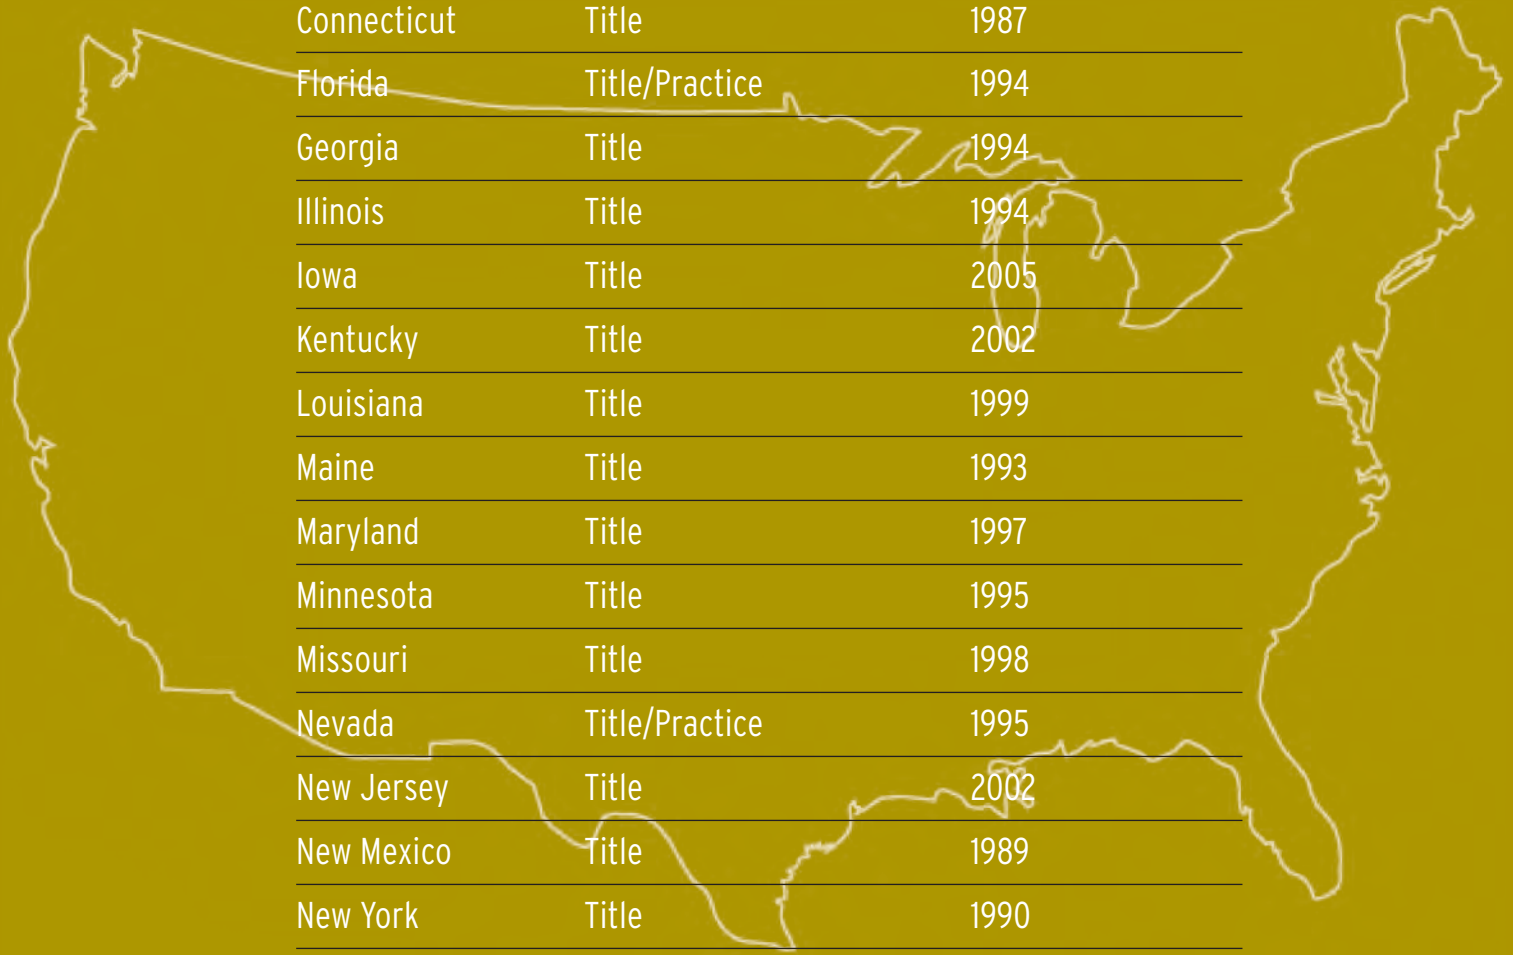 Connecticut Title 1987
Florida Title/Practice 1994
Georgia Title 1994
Illinois Title 1994
Iowa Title 2005
Kentucky Title 2002
Louisiana Title 1999
Maine Title 1993
Maryland Title 1997
Minnesota Title 1995
Missouri Title 1998
Nevada Title/Practice 1995
New Jersey Title 2002
New Mexico Title 1989
New York Title 1990